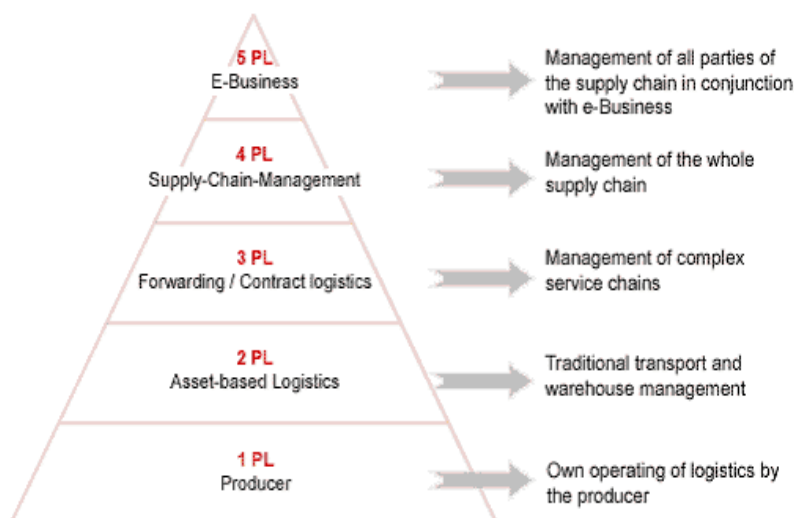 5 PL
E-Business
Management of all parties of
the supply chain in conjunction
with e-Business
4 PL
Supply-Chain-Management
Management of the whole
supply chain
3 PL
Forwarding / Contract logistics
Management of complex
service chains
2 PL
Asset-based Logistics
Traditional transport and
warehouse management
1 PL
Producer
Own operating of logistics by
the producer